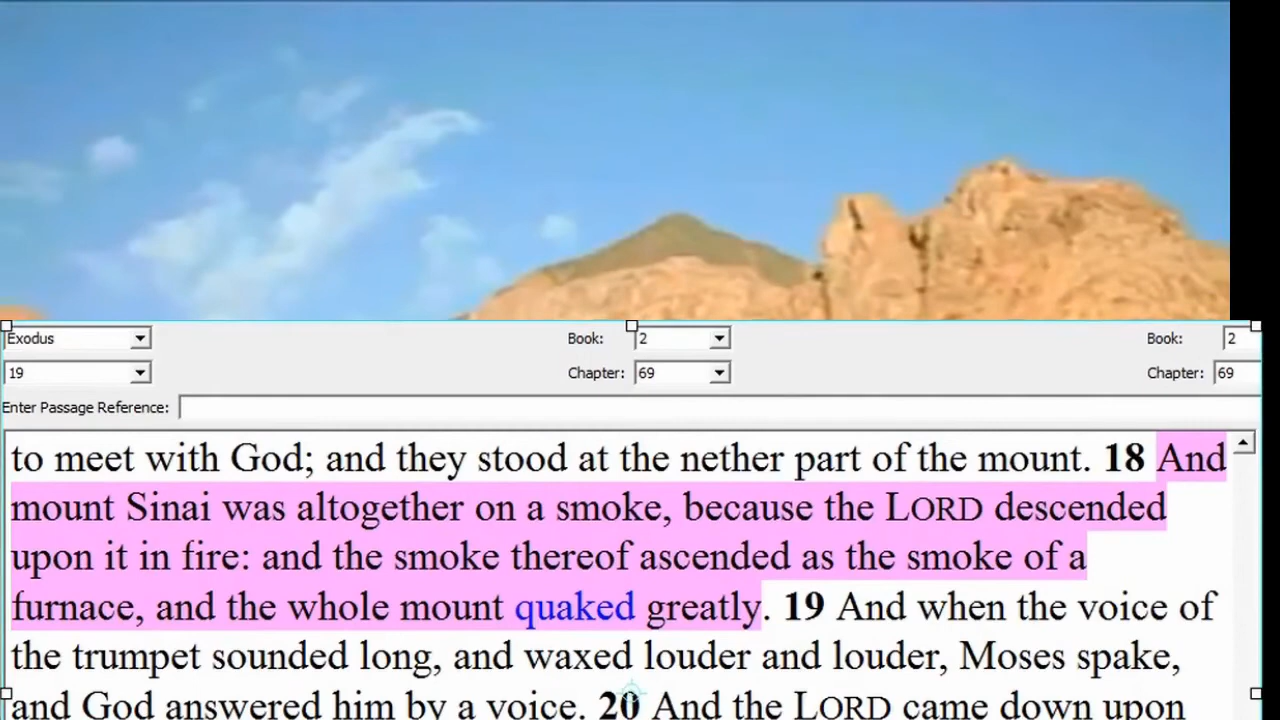 Exodus Book: 2 Book: 2
19 Chapter: 69 Chapter: 69
Enter Passage Reference:
to meet with God; and they stood at the nether part of the mount. 18 And
mount Sinai was altogether on a smoke, because the LORD descended
upon it in fire: and the smoke thereof ascended as the smoke of a
furnace, and the whole mount quaked greatly. 19 And when the voice of
the trumpet sounded long, and waxed louder and louder, Moses spake,
and God answered him by a voice. 20 And the LORD came down upon